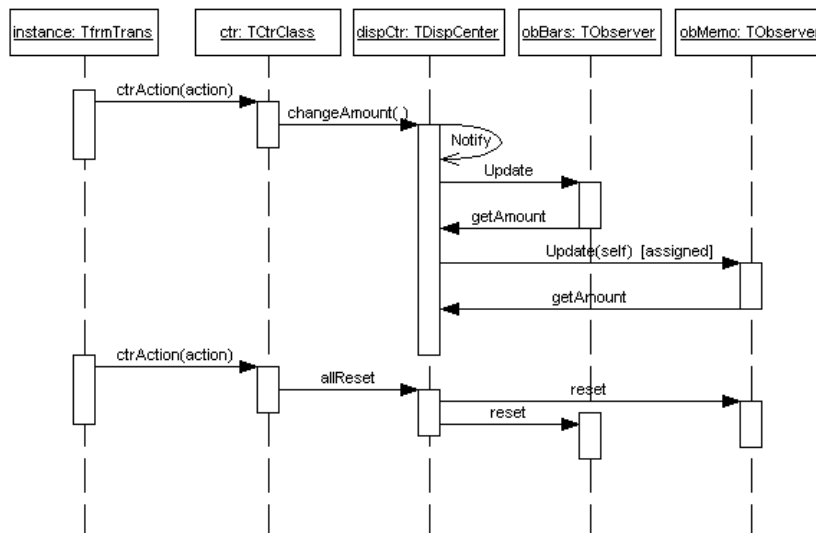 instance: TfrmTrans
ctr: TCtrClass
dispCtr: TDispCenter
obBars: TObserver
obMemo: TObserver
ctrAction(action)
changeAmount( )
Notify
Update
getAmount
Update(self) [assigned]
getAmount
ctrAction(action)
allReset
reset
reset